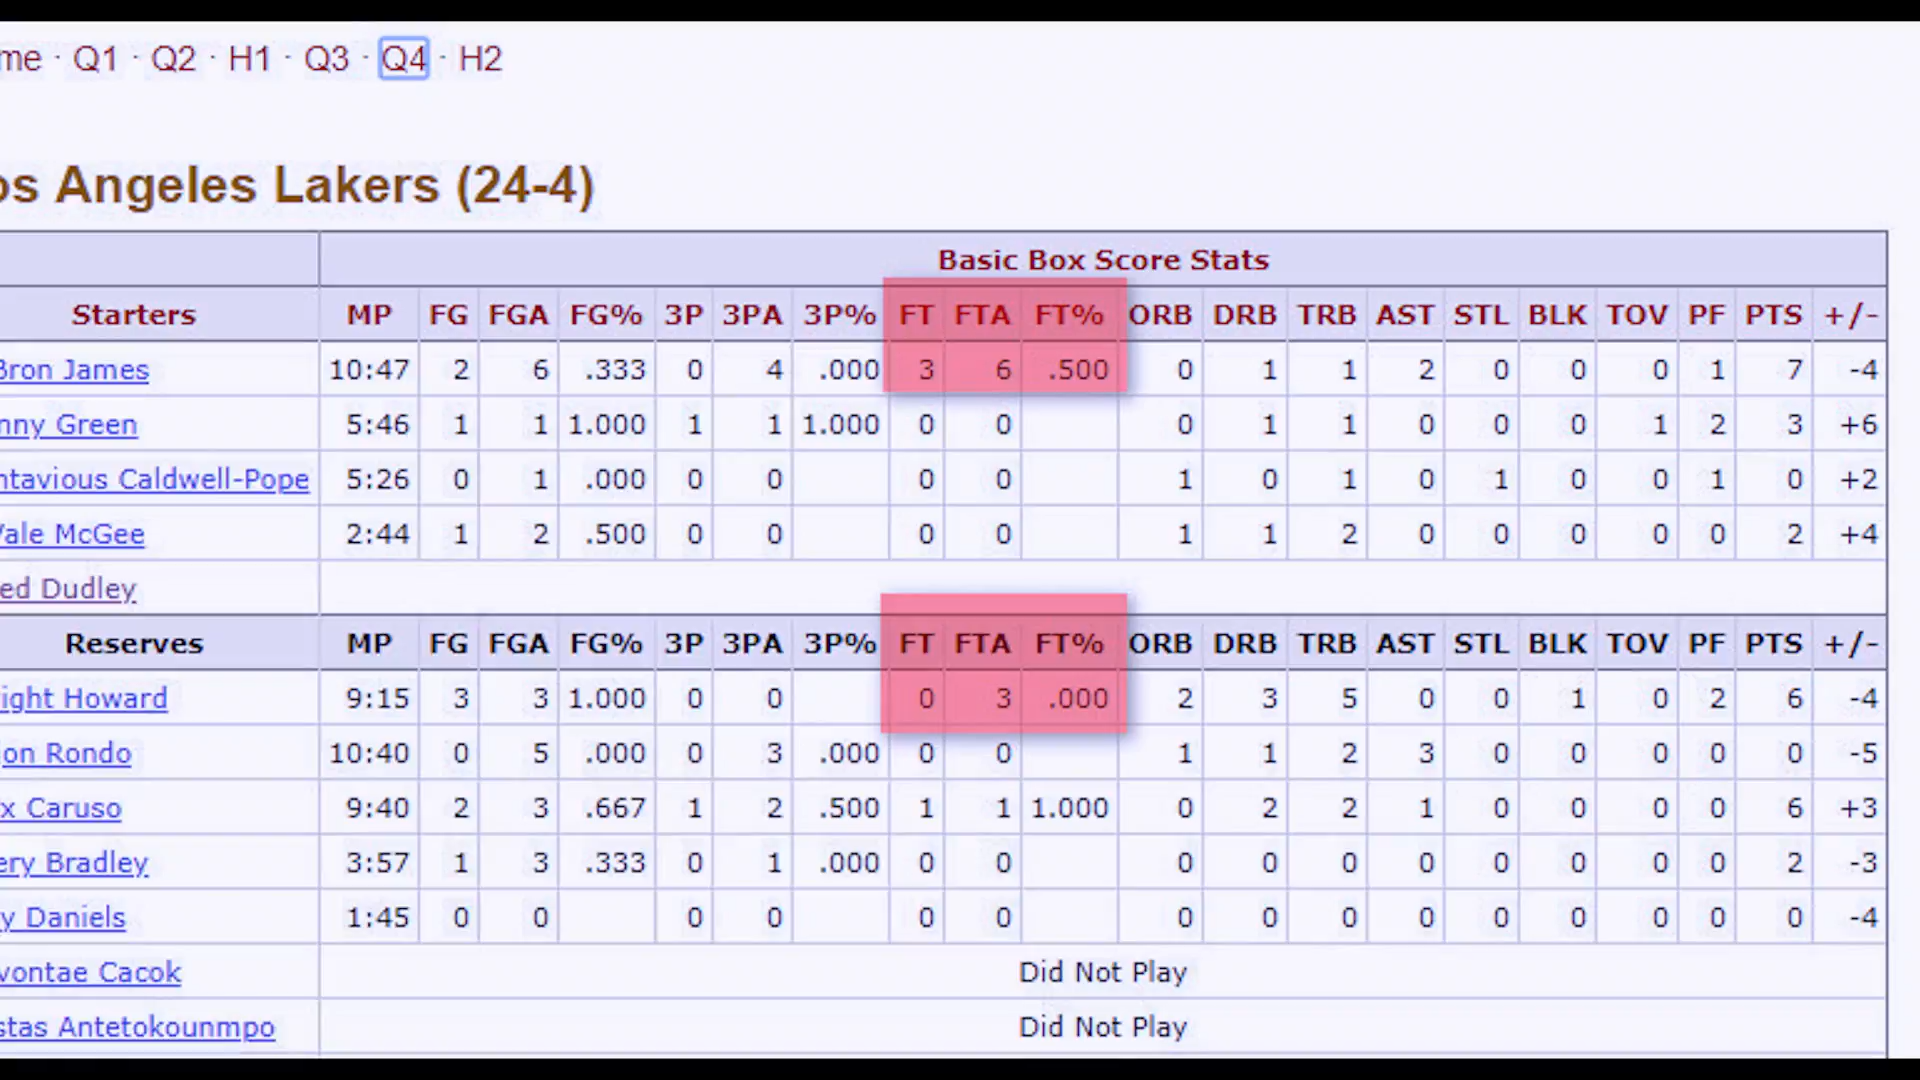 me · Q1 · Q2 · H1 · Q3 · Q4 · H2
os Angeles Lakers (24-4)
Basic Box Score Stats
Starters MP FG FGA FG% 3P 3PA 3P% FT FTA FT% ORB DRB TRB AST STL BLK TOV PF PTS +/-
Bron James 10:47 2 6 .333 0 4 .000 3 6 .500 0 1 1 2 0 0 0 1 7 -4
nny Green 5:46 1 1 1.000 1 1 1.000 0 0 0 1 1 0 0 0 1 2 3 +6
ntavious Caldwell-Pope 5:26 0 1 .000 0 0 0 0 1 0 1 0 1 0 0 1 0 +2
Vale McGee 2:44 1 2 .500 0 0 0 0 1 1 2 0 0 0 0 0 2 +4
ed Dudley
Reserves MP FG FGA FG% 3P 3PA 3P% FT FTA FT% ORB DRB TRB AST STL BLK TOV PF PTS +/-
ight Howard 9:15 3 3 1.000 0 0 0 3 .000 2 3 5 0 0 1 0 2 6 -4
jon Rondo 10:40 0 5 .000 0 3 .000 0 0 1 1 2 3 0 0 0 0 0 -5
x Caruso 9:40 2 3 .667 1 2 .500 1 1 1.000 0 2 2 1 0 0 0 0 6 +3
ery Bradley 3:57 1 3 .333 0 1 .000 0 0 0 0 0 0 0 0 0 0 2 -3
y Daniels 1:45 0 0 0 0 0 0 0 0 0 0 0 0 0 0 0 -4
vontae Cacok Did Not Play
stas Antetokounmpo Did Not Play